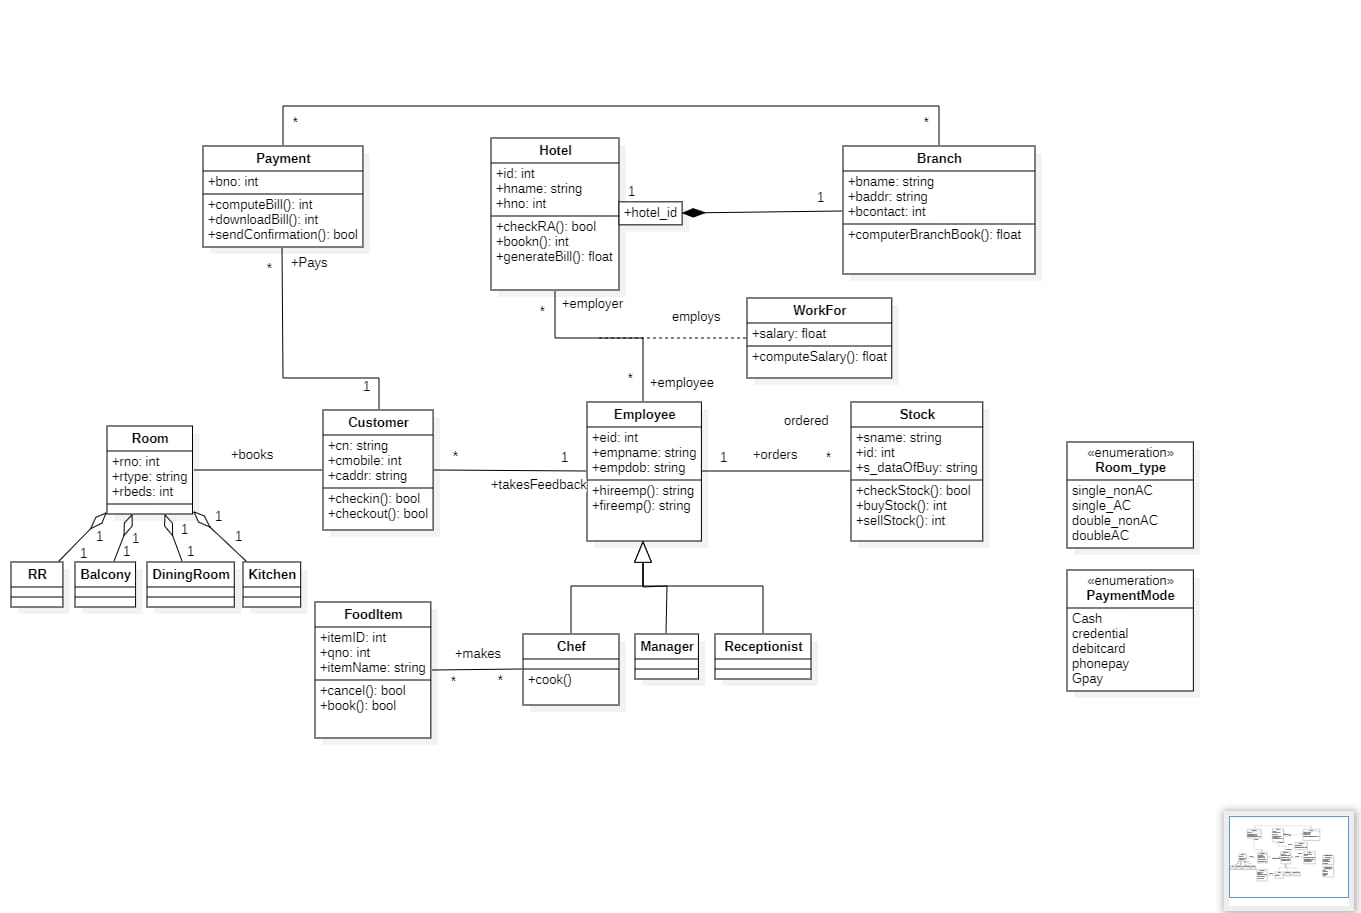 *
*
Payment
+bno: int
+computeBill(): int
+downloadBill(): int
+sendConfirmation(): bool
Hotel
+id: int
+hname: string
+hno: int
+checkRA(): bool
+bookn(): int
+generateBill(): float
1
+hotel_id
1
Branch
+bname: string
+baddr: string
+bcontact: int
+computerBranchBook(): float
*
+Pays
*
+employer
employs
WorkFor
+salary: float
+computeSalary(): float
*
+employee
1
Room
+rno: int
+rtype: string
+rbeds: int
+books
Customer
+cn: string
+cmobile: int
+caddr: string
+checkin(): bool
+checkout(): bool
*
1
+takesFeedback
Employee
+eid: int
+empname: string
+empdob: string
+hireemp(): string
+fireemp(): string
ordered
1
+orders
*
Stock
+sname: string
+id: int
+s_dataOfBuy: string
+checkStock(): bool
+buyStock(): int
+sellStock(): int
«enumeration»
Room_type
single_nonAC
single_AC
double_nonAC
doubleAC
1
1
1
1
1
1
1
1
RR
Balcony
DiningRoom
Kitchen
«enumeration»
PaymentMode
Cash
credential
debitcard
phonepay
Gpay
FoodItem
+itemID: int
+qno: int
+itemName: string
+cancel(): bool
+book(): bool
+makes
*
*
Chef
+cook()
Manager
Receptionist